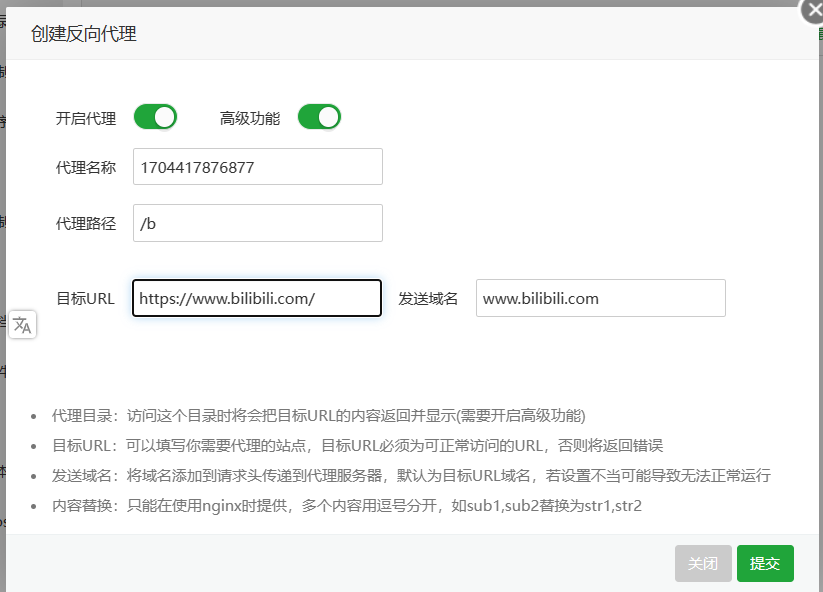 创建反向代理
开启代理 高级功能
代理名称 1704417876877
代理路径 /b
目标URL https://www.bilibili.com/ 发送域名 www.bilibili.com
代理目录：访问这个目录时将会把目标URL的内容返回并显示(需要开启高级功能)
目标URL：可以填写你需要代理的站点，目标URL必须为可正常访问的URL，否则将返回错误
发送域名：将域名添加到请求头传递到代理服务器，默认为目标URL域名，若设置不当可能导致无法正常运行
内容替换：只能在使用nginx时提供，多个内容用逗号分开，如sub1,sub2替换为str1,str2
关闭 提交